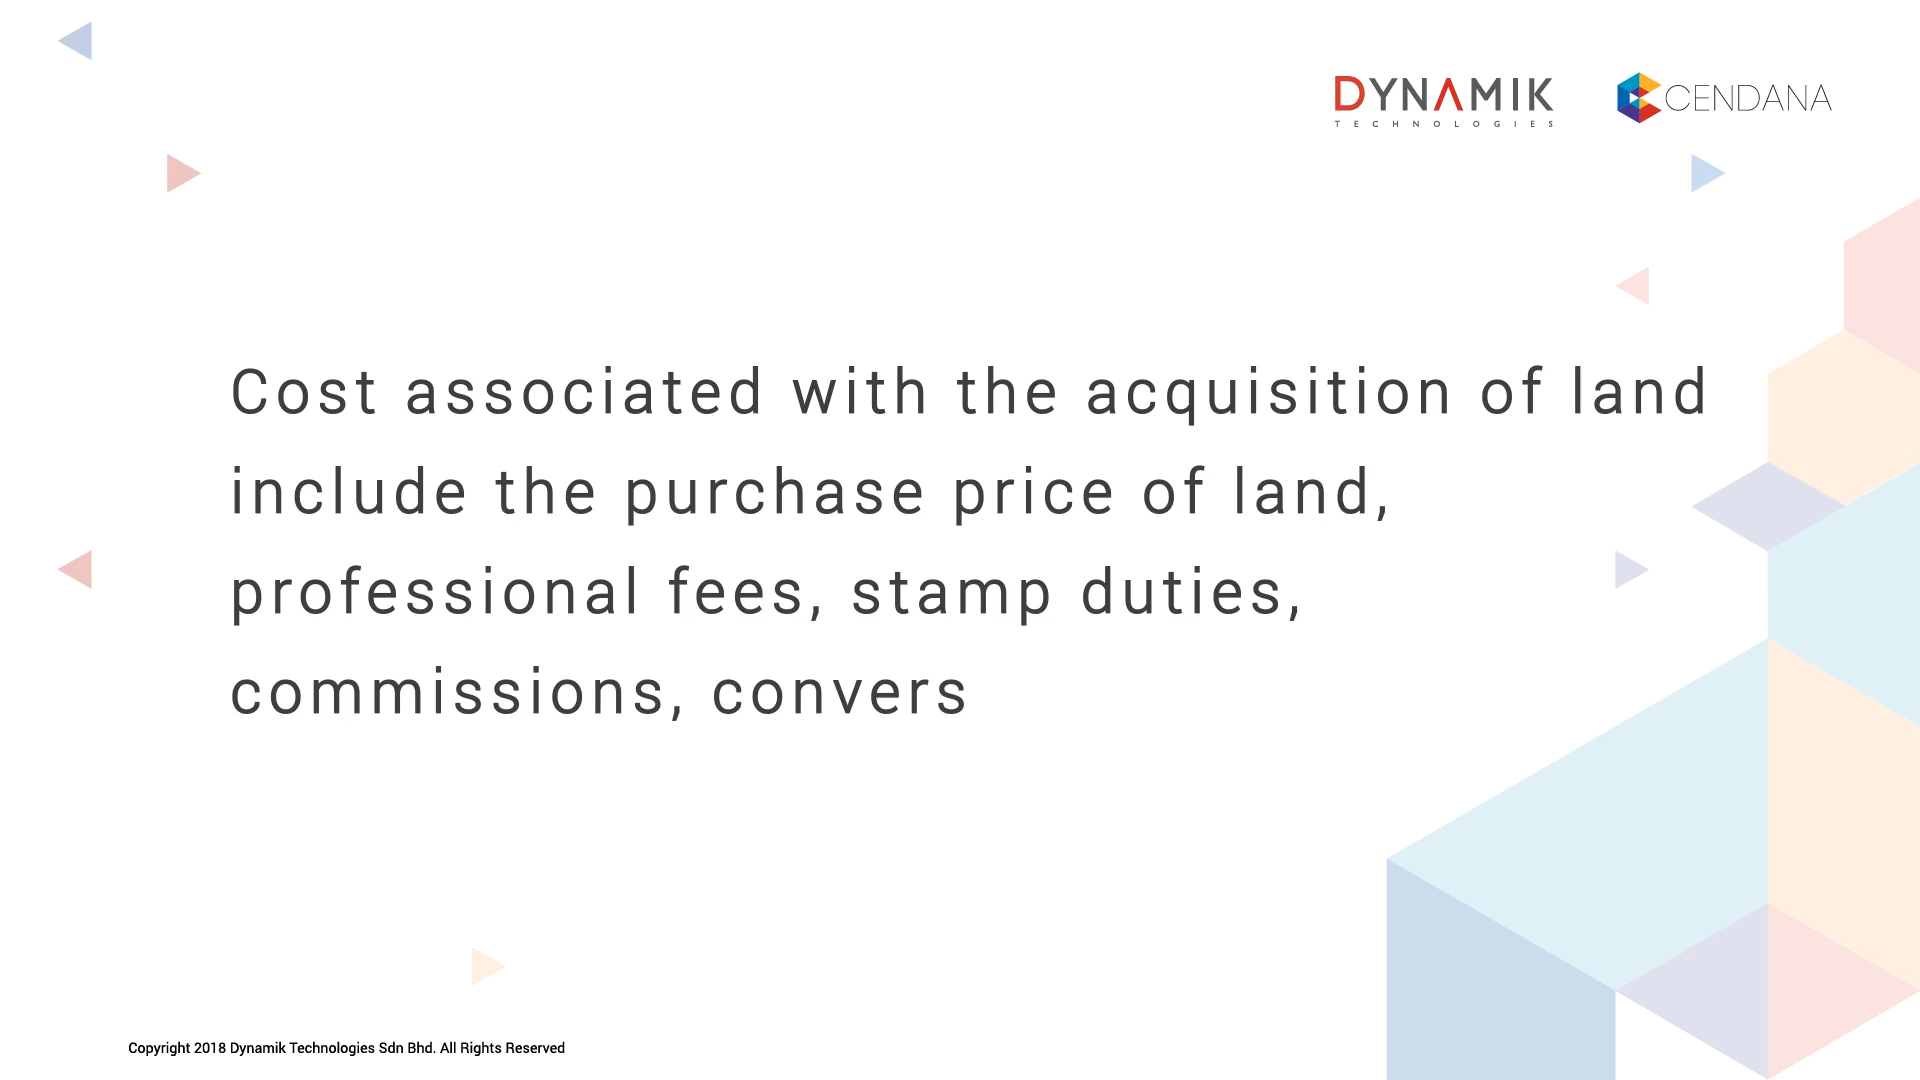 DYNAMIK
TECHNOLOGIES
CENDANA
Cost associated with the acquisition of land
include the purchase price of land,
professional fees, stamp duties,
commissions, convers
Copyright 2018 Dynamik Technologies Sdn Bhd. All Rights Reserved